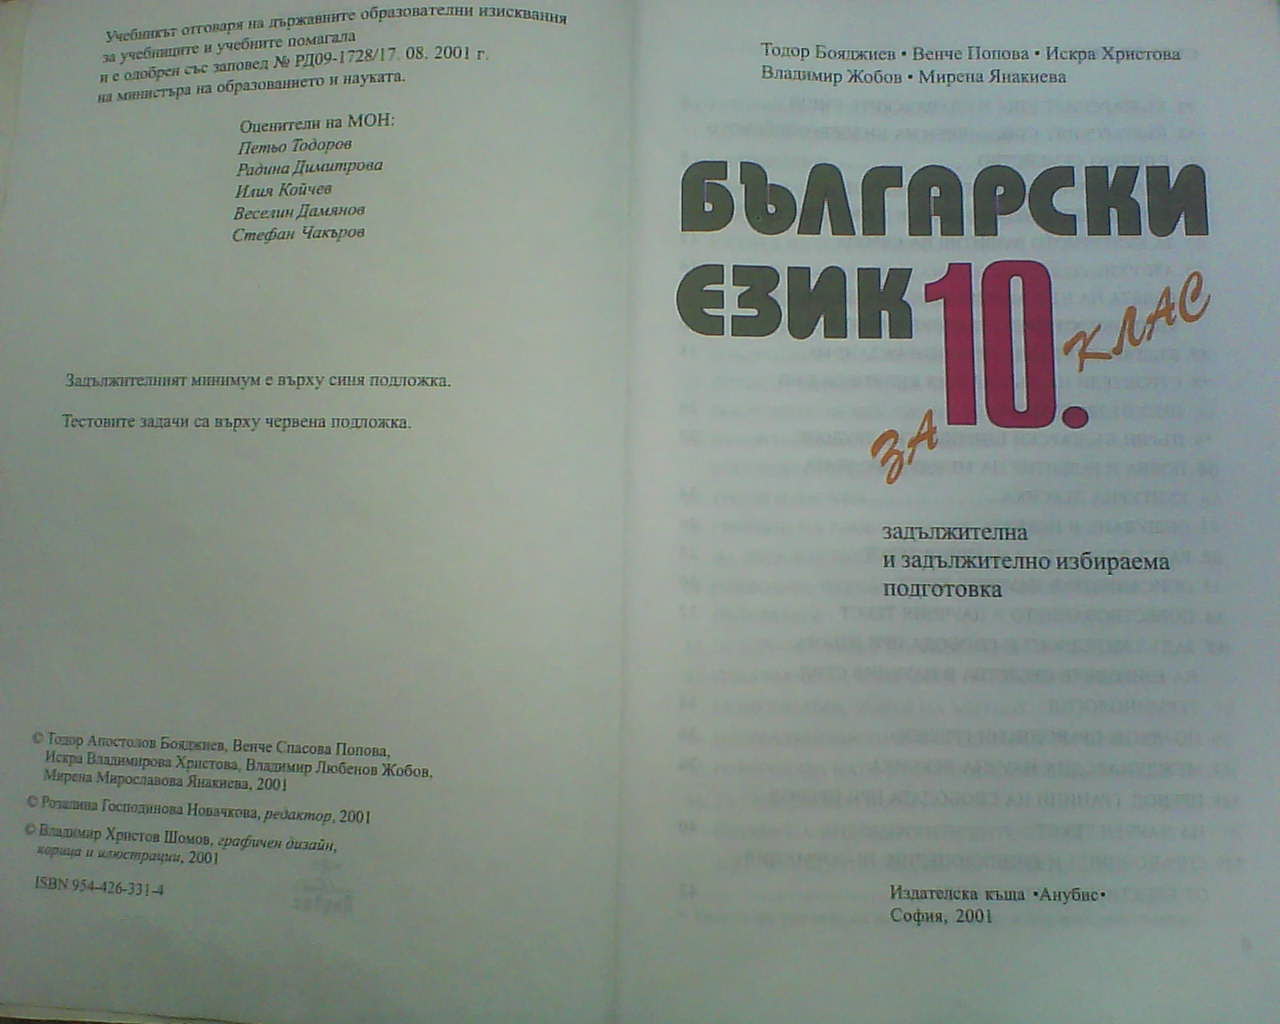 Учебникът отговаря на държавните образователни изисквания
за учебниците и учебните помагала
и е одобрен със заповед № РД09-1728/17. 08. 2001 г.
на министъра на образованието и науката.
Оценители на МОН:
Петьо Тодоров
Радина Димитрова
Илия Койчев
Веселин Дамянов
Стефан Чакъров
Задължителният минимум е върху синя подложка.
Тестовите задачи са върху червена подложка.
© Тодор Апостолов Бояджиев, Венче Спасова Попова,
Искра Владимирова Христова, Владимир Любенов Жобов,
Мирена Мирославова Янакиева, 2001
© Розалина Господинова Новачкова, редактор, 2001
© Владимир Христов Шомов, графичен дизайн,
корица и илюстрации, 2001
ISBN 954-426-331-4
Тодор Бояджиев • Венче Попова • Искра Христова
Владимир Жобов • Мирена Янакиева
БЪЛГАРСКИ
ЕЗИК
ЗА 10. КЛАС
задължителна
и задължително избираема
подготовка
Издателска къща •Анубис•
София, 2001